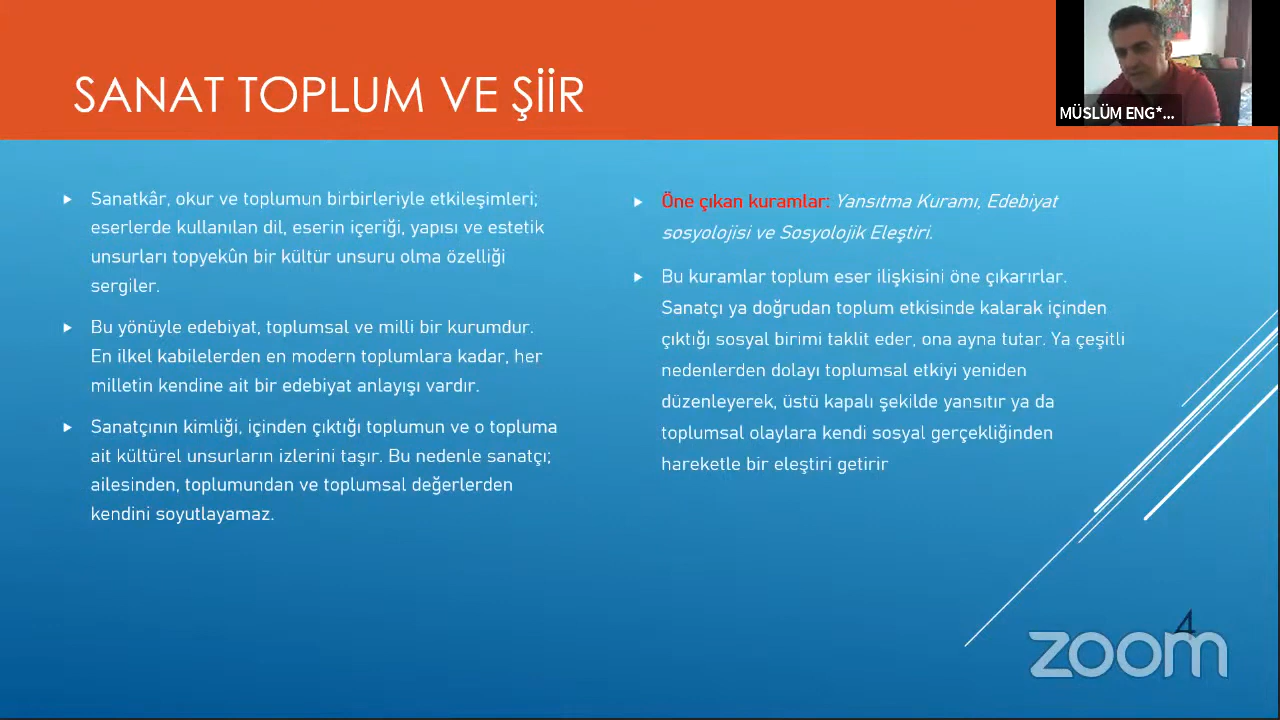 SANAT TOPLUM VE ŞİİR
MÜSLÜM ENG*...
Sanatkâr, okur ve toplumun birbirleriyle etkileşimleri;
eserlerde kullanılan dil, eserin içeriği, yapısı ve estetik
unsurları topyekûn bir kültür unsuru olma özelliği
sergiler.
Bu yönüyle edebiyat, toplumsal ve milli bir kurumdur.
En ilkel kabilelerden en modern toplumlara kadar, her
milletin kendine ait bir edebiyat anlayışı vardır.
Sanatçının kimliği, içinden çıktığı toplumun ve o topluma
ait kültürel unsurların izlerini taşır. Bu nedenle sanatçı;
ailesinden, toplumundan ve toplumsal değerlerden
kendini soyutlayamaz.
Öne çıkan kuramlar: Yansıtma Kuramı, Edebiyat
sosyolojisi ve Sosyolojik Eleştiri.
Bu kuramlar toplum eser ilişkisini öne çıkarırlar.
Sanatçı ya doğrudan toplum etkisinde kalarak içinden
çıktığı sosyal birimi taklit eder, ona ayna tutar. Ya çeşitli
nedenlerden dolayı toplumsal etkiyi yeniden
düzenleyerek, üstü kapalı şekilde yansıtır ya da
toplumsal olaylara kendi sosyal gerçekliğinden
hareketle bir eleştiri getirir
4
zoom